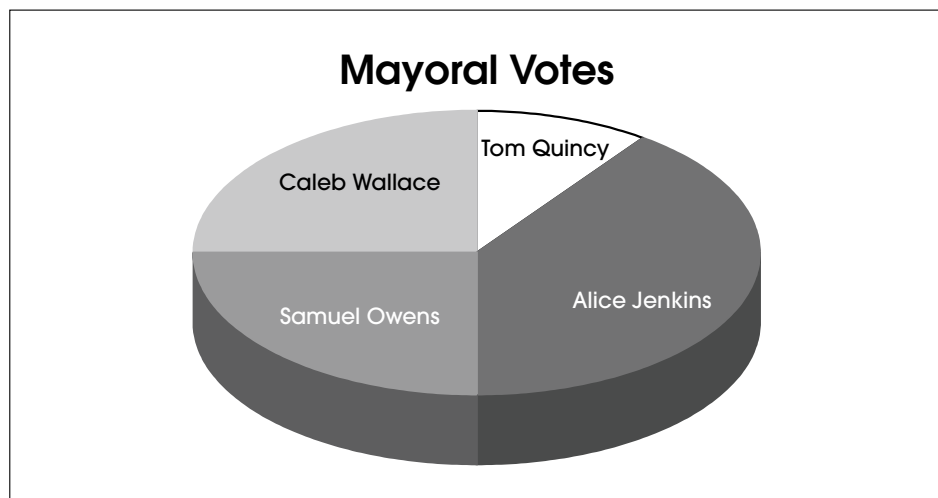 Mayoral Votes
Tom Quincy
Caleb Wallace
Alice Jenkins
Samuel Owens